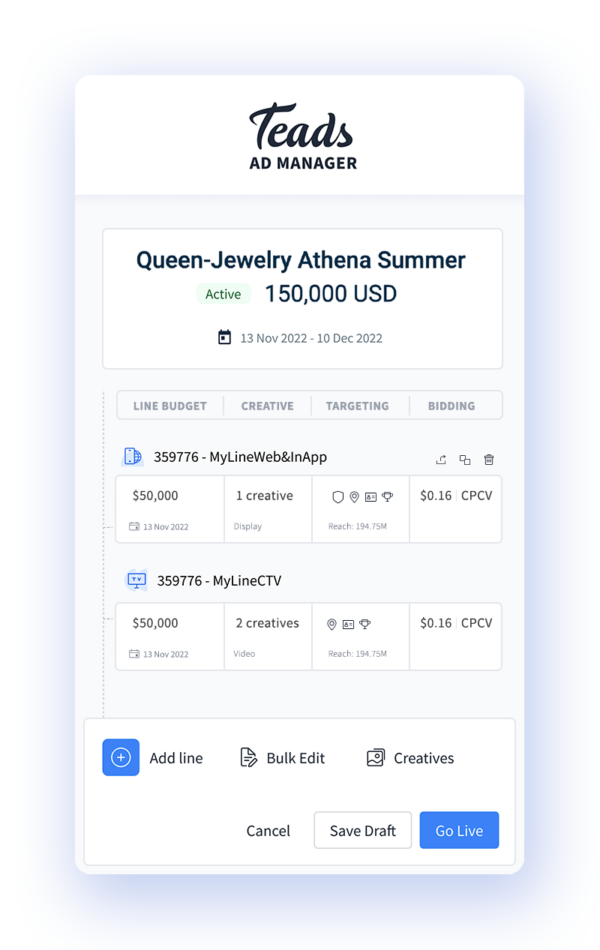 Teads
AD MANAGER
Queen-Jewelry Athena Summer
Active 150,000 USD
13 Nov 2022 - 10 Dec 2022
LINE BUDGET CREATIVE TARGETING BIDDING
359776 - MyLineWeb&InApp
$50,000 1 creative $0.16 CPCV
13 Nov 2022 Display Reach: 194.75M
TV 359776 - MyLineCTV
$50,000 2 creatives $0.16 CPCV
13 Nov 2022 Video Reach: 194.75M
Add line Bulk Edit Creatives
Cancel Save Draft Go Live